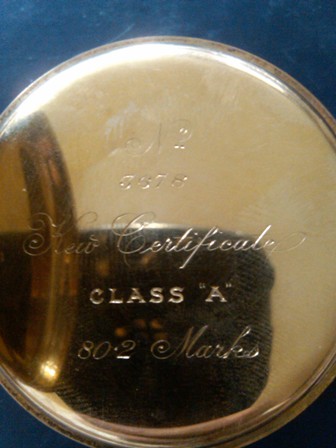 No
7878
Kew Certificate
CLASS "A"
80·2 Marks